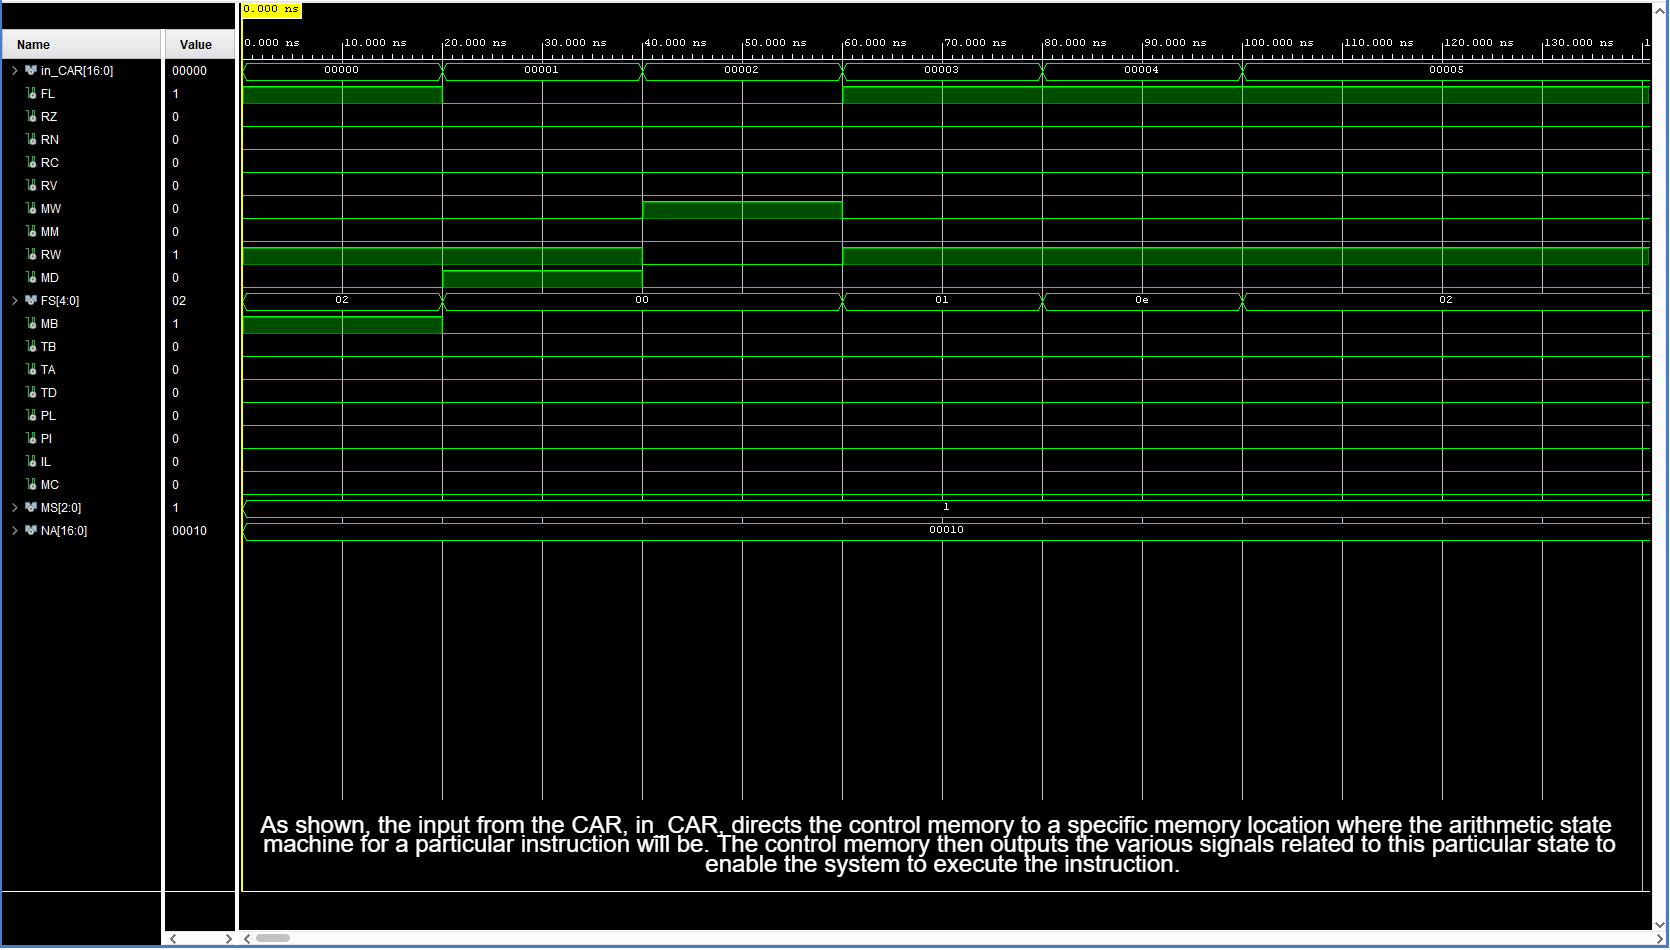 0.000 ns
Name Value
0.000 ns 10.000 ns 20.000 ns 30.000 ns 40.000 ns 50.000 ns 60.000 ns 70.000 ns 80.000 ns 90.000 ns 100.000 ns 110.000 ns 120.000 ns 130.000 ns 1
in_CAR[16:0] 00000 00000 00001 00002 00003 00004 00005
FL 1
RZ 0
RN 0
RC 0
RV 0
MW 0
MM 0
RW 1
MD 0
FS[4:0] 02 02 00 01 0e 02
MB 1
TB 0
TA 0
TD 0
PL 0
PI 0
IL 0
MC 0
MS[2:0] 1 1
NA[16:0] 00010 00010
As shown, the input from the CAR, in_CAR, directs the control memory to a specific memory location where the arithmetic state
machine for a particular instruction will be. The control memory then outputs the various signals related to this particular state to
enable the system to execute the instruction.